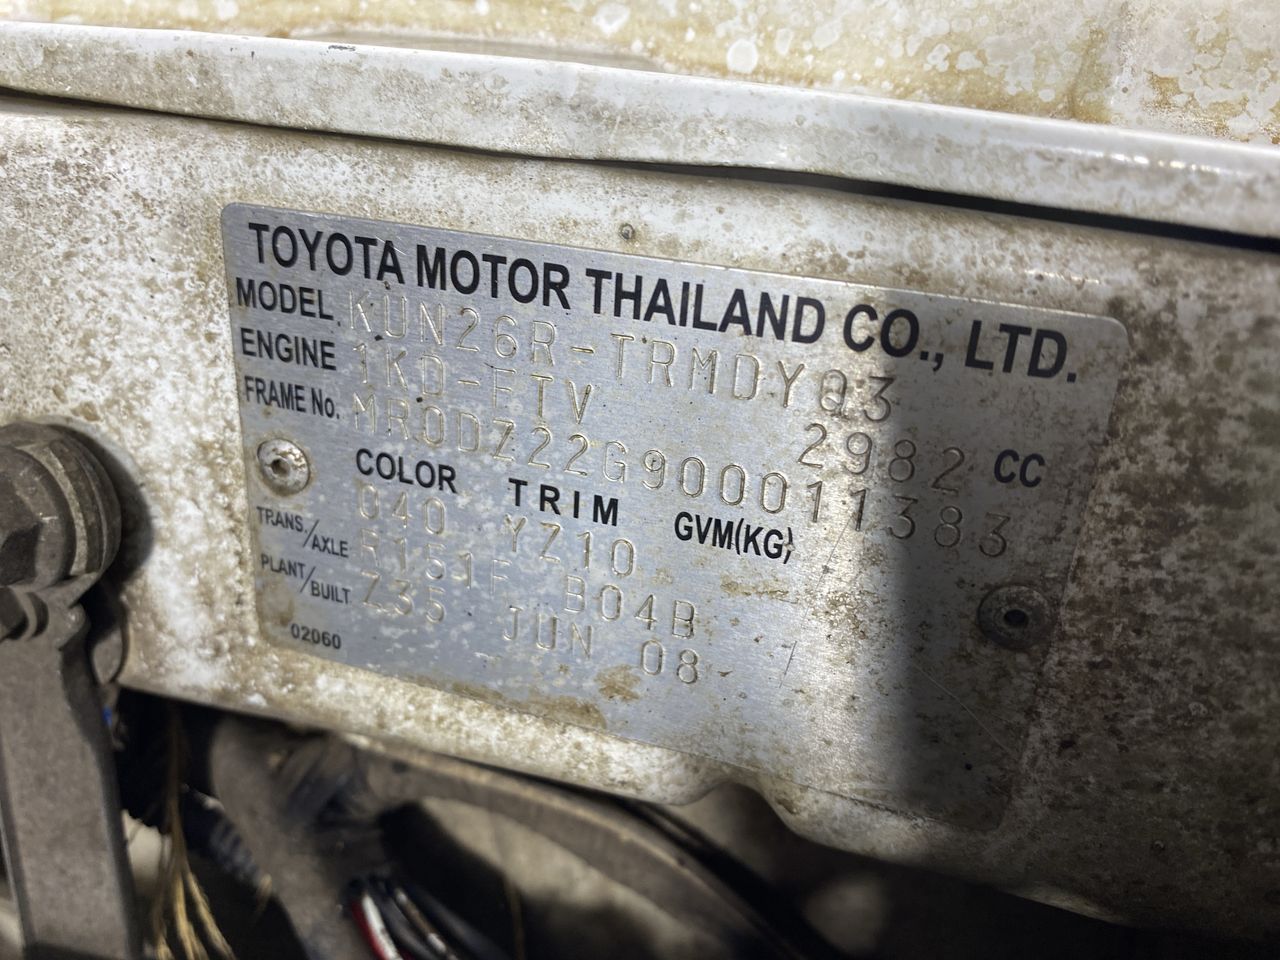 TOYOTA MOTOR THAILAND CO., LTD.
MODEL KUN26R-TRMDYQ3
ENGINE 1KD-FTV 2982 CC
FRAME No. MR0DZ22G900011383
COLOR TRIM GVM(KG)
040 YZ10
TRANS./AXLE R151F B04B
PLANT/BUILT Z35 JUN 08
02060